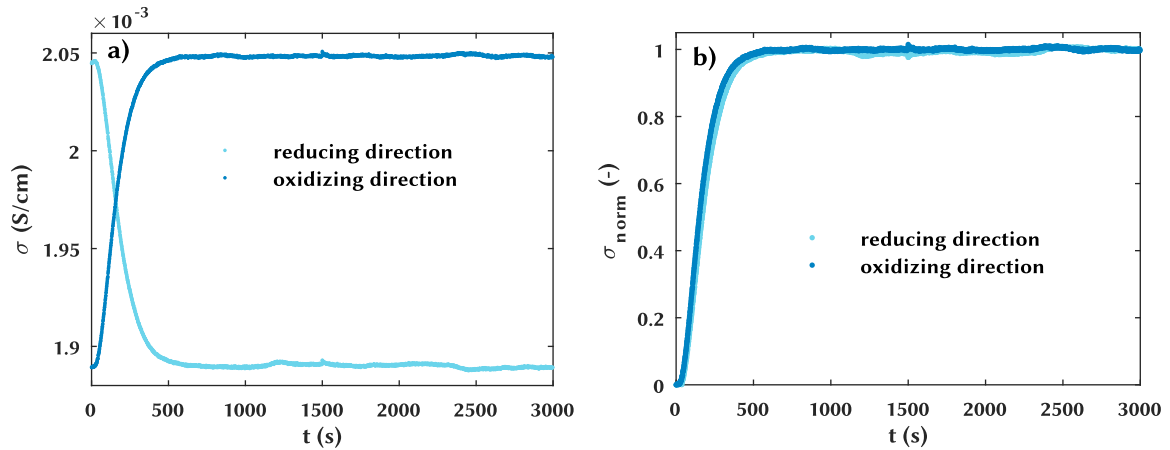 × 10⁻³
a)
2.05
2
1.95
1.9
σ (S/cm)
reducing direction
oxidizing direction
0 500 1000 1500 2000 2500 3000
t (s)
b)
1
0.8
0.6
0.4
0.2
0
σnorm (-)
reducing direction
oxidizing direction
0 500 1000 1500 2000 2500 3000
t (s)